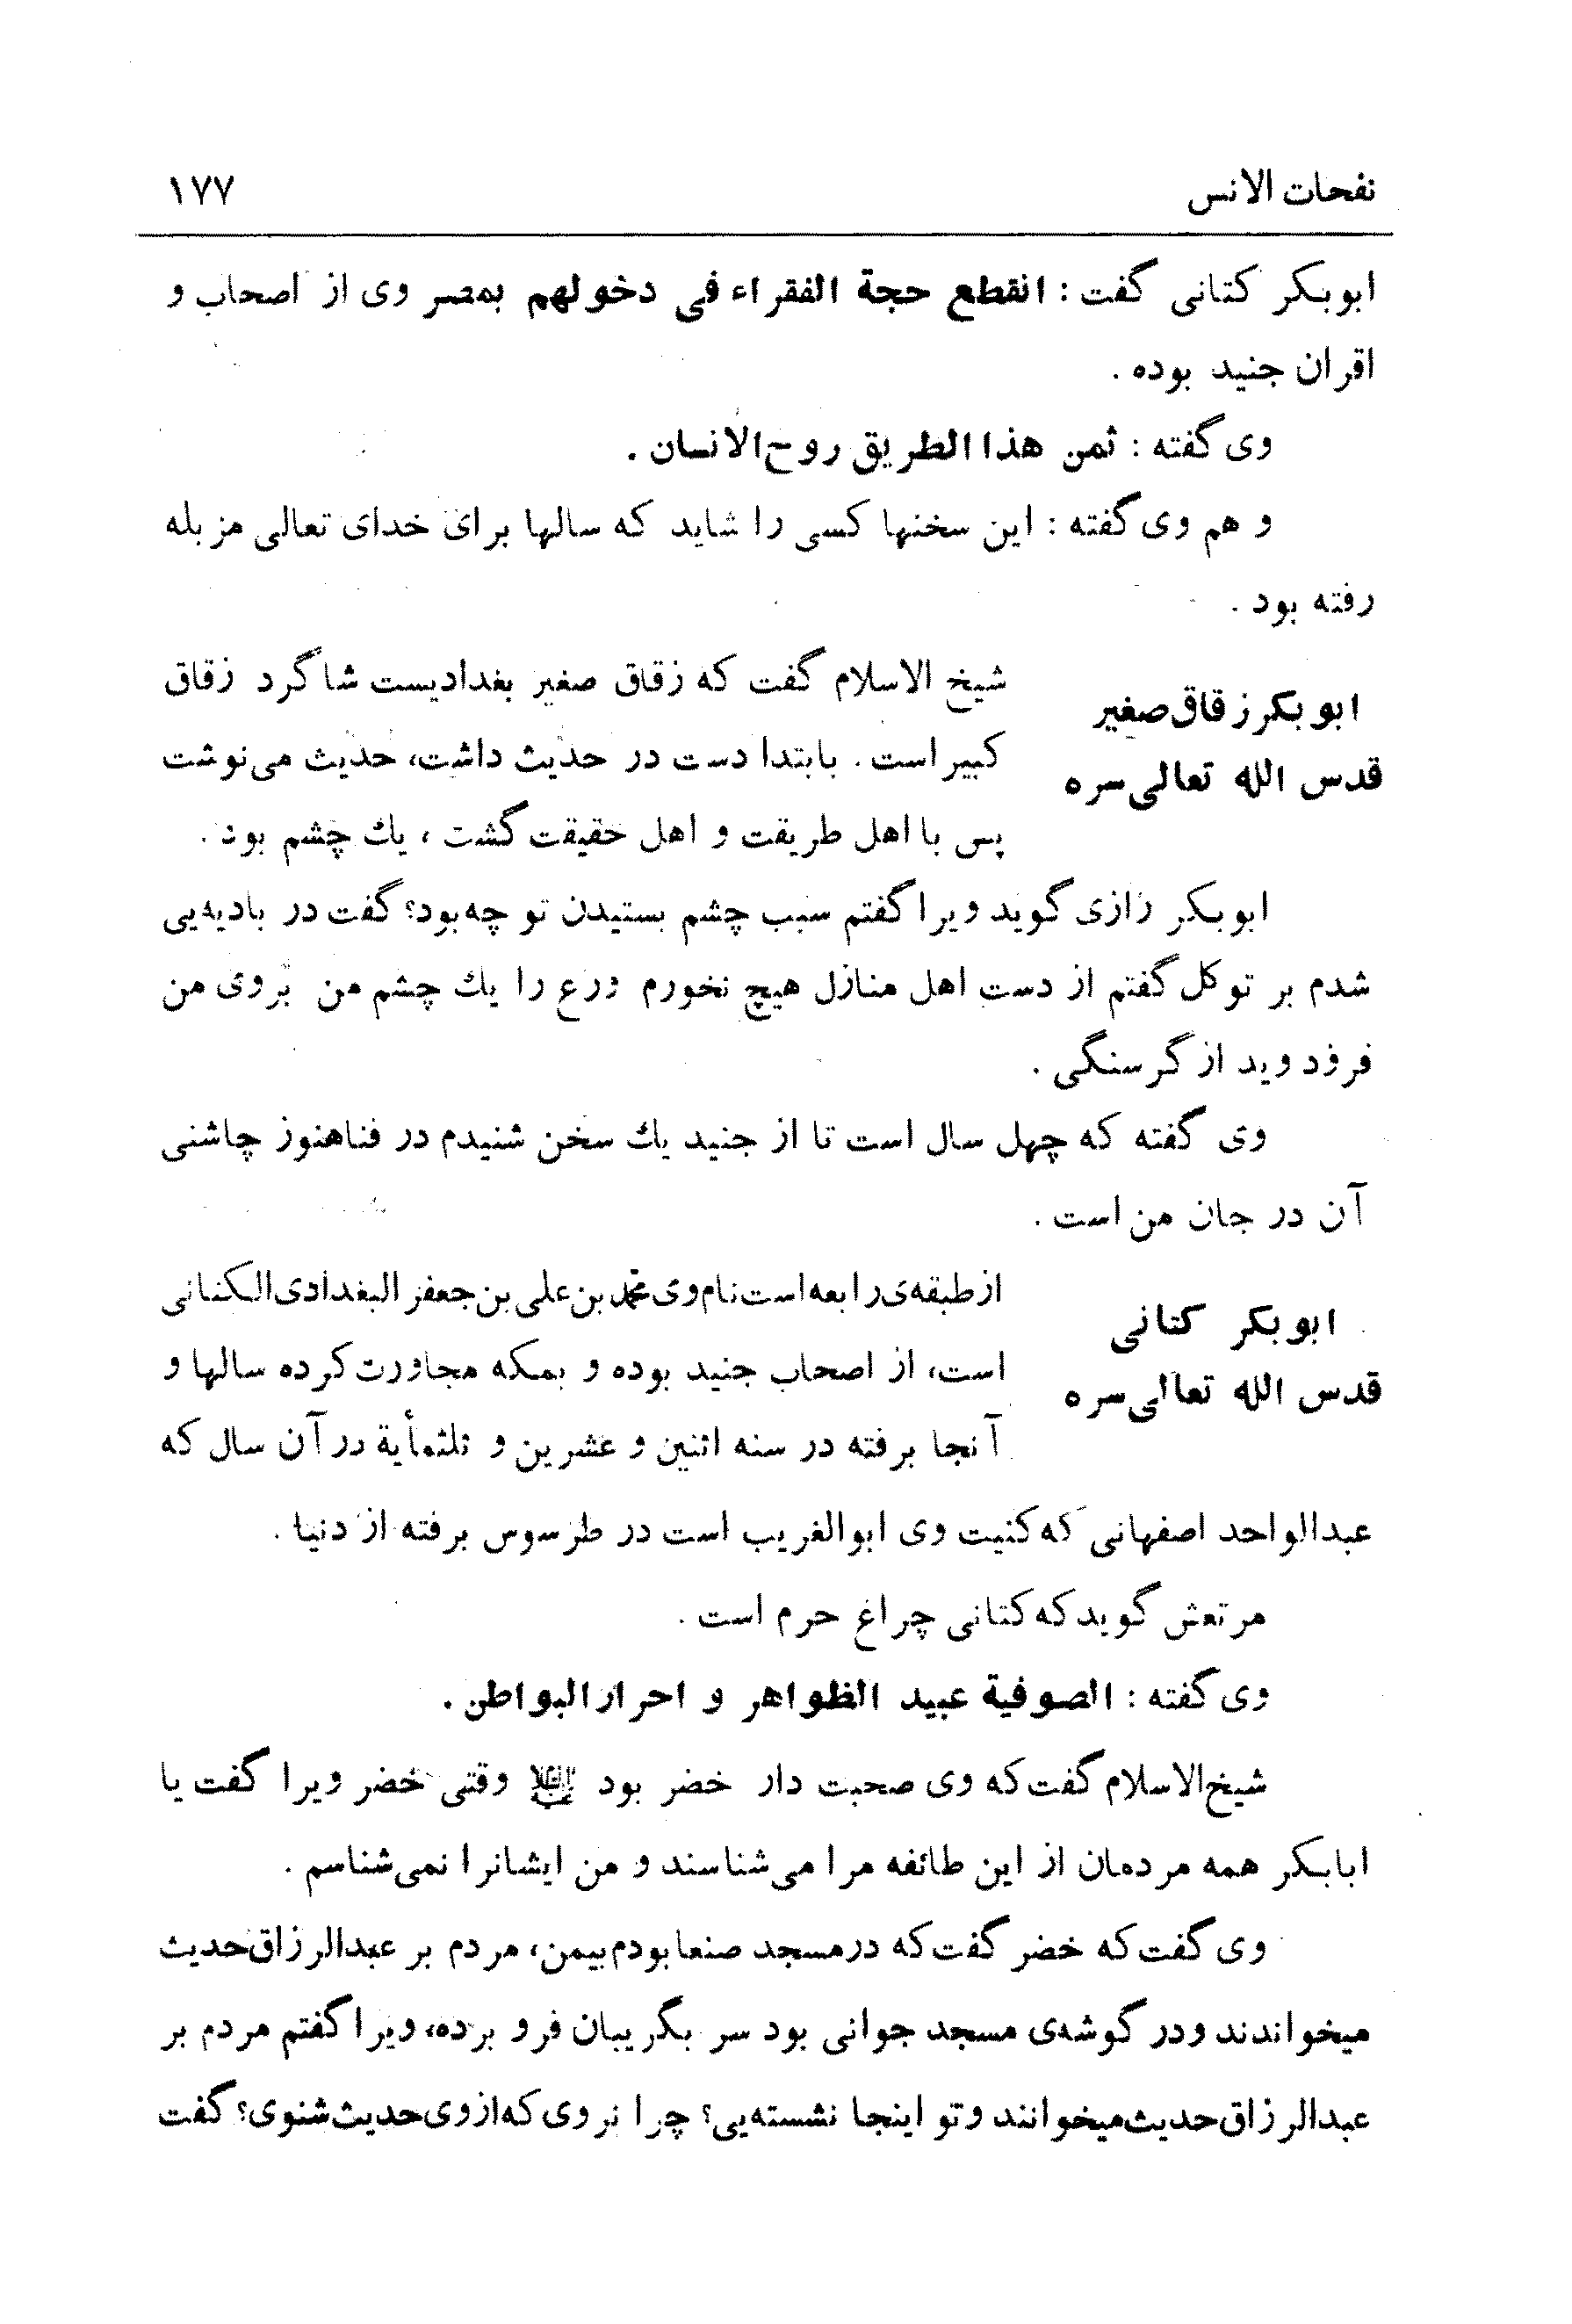 نفحات الانس
۱۷۷
ابوبکر کتانی گفت : انقطع حجة الفقراء فی دخولهم بمصر وی از اصحاب و
اقران جنید بوده .
وی گفته : ثمن هذا الطریق روح‌الانسان .
و هم وی گفته : این سخنها کسی را شاید که سالها برای خدای تعالی مزبله
رفته بود .
ابوبکر زقاق صغیر
قدس الله تعالی سره
شیخ الاسلام گفت که زقاق صغیر بغدادیست شاگرد زقاق
کبیر است . بابتدا دست در حدیث داشت، حدیث می‌نوشت
پس با اهل طریقت و اهل حقیقت گشت ، یك چشم بود .
ابوبکر رازی گوید ویرا گفتم سبب چشم بستیدن تو چه بود؟ گفت در بادیه‌یی
شدم بر توکل گفتم از دست اهل منازل هیچ نخورم ورع را یك چشم من بروی من
فرود وید از گرسنگی .
وی گفته که چهل سال است تا از جنید یك سخن شنیدم در فنا هنوز چاشنی
آن در جان من است .
ابوبکر کتانی
قدس الله تعالی سره
از طبقه‌ی رابعه است نام وی محمد بن علی بن جعفر البغدادی الکنانی
است، از اصحاب جنید بوده و بمکه مجاورت کرده سالها و
آنجا برفته در سنه اثنین و عشرین و ثلثمأیة در آن سال که
عبدالواحد اصفهانی که کنیت وی ابوالغریب است در طرسوس برفته از دنیا .
مرتعش گوید که کتانی چراغ حرم است .
وی گفته : الصوفیة عبید الظواهر و احرار البواطن .
شیخ‌الاسلام گفت که وی صحبت دار خضر بود علیه‌السلام وقتی خضر ویرا گفت یا
ابابکر همه مردمان از این طائفه مرا می‌شناسند و من ایشانرا نمی‌شناسم .
وی گفت که خضر گفت که در مسجد صنعا بودم بیمن، مردم بر عبدالرزاق حدیث
میخواندند و در گوشه‌ی مسجد جوانی بود سر بگریبان فرو برده، ویرا گفتم مردم بر
عبدالرزاق حدیث میخوانند و تو اینجا نشسته‌یی؟ چرا نروی که از وی حدیث شنوی؟ گفت